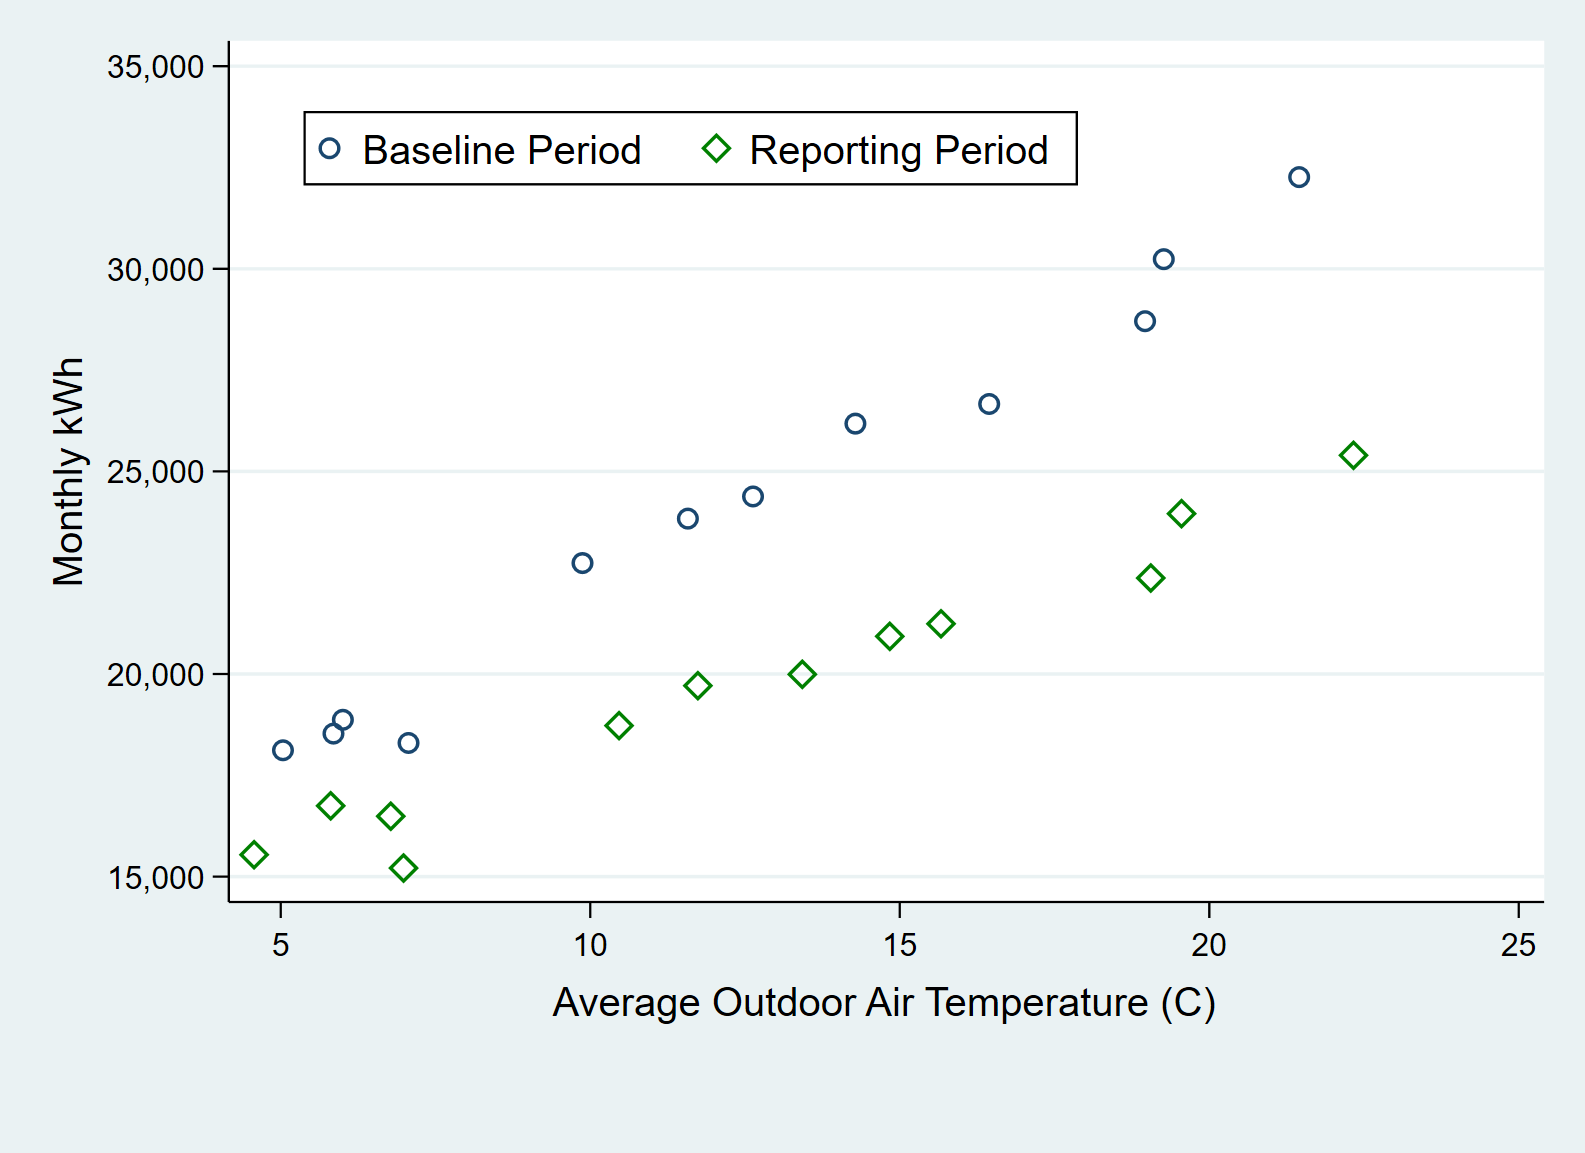 35,000
Baseline Period Reporting Period
30,000
25,000
Monthly kWh
20,000
15,000
5 10 15 20 25
Average Outdoor Air Temperature (C)